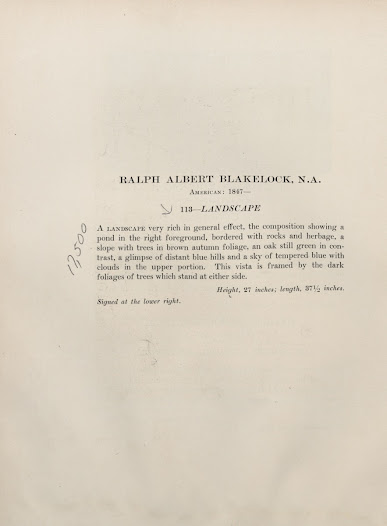 RALPH ALBERT BLAKELOCK, N.A.
American: 1847—
113—LANDSCAPE
A landscape very rich in general effect, the composition showing a
pond in the right foreground, bordered with rocks and herbage, a
slope with trees in brown autumn foliage, an oak still green in con-
trast, a glimpse of distant blue hills and a sky of tempered blue with
clouds in the upper portion. This vista is framed by the dark
foliages of trees which stand at either side.
Height, 27 inches; length, 37½ inches.
Signed at the lower right.